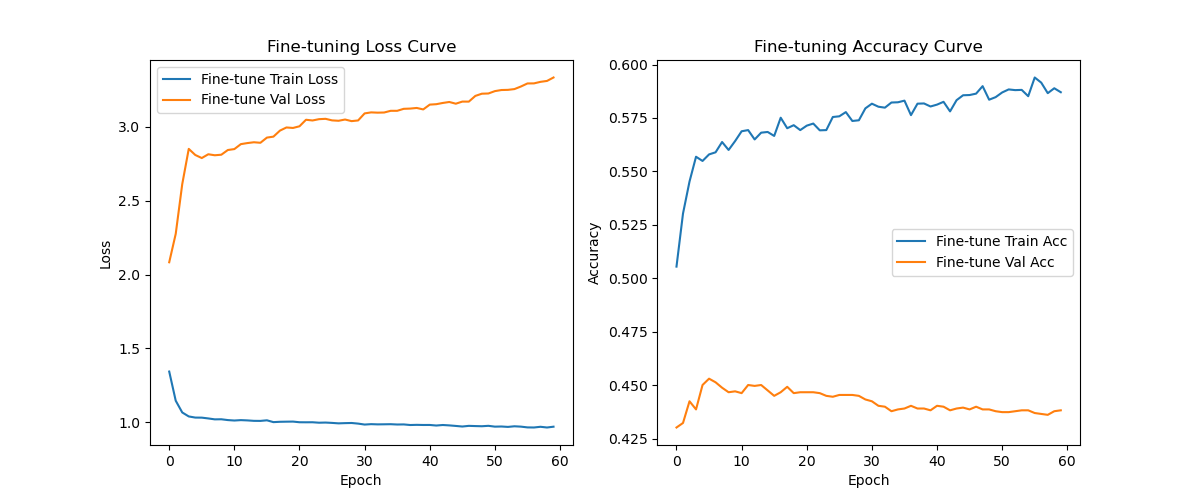 Fine-tuning Loss Curve
Fine-tune Train Loss
Fine-tune Val Loss
3.0
2.5
2.0
1.5
1.0
Loss
0
10
20
30
40
50
60
Epoch
Fine-tuning Accuracy Curve
0.600
0.575
0.550
0.525
0.500
0.475
0.450
0.425
Accuracy
Fine-tune Train Acc
Fine-tune Val Acc
0
10
20
30
40
50
60
Epoch